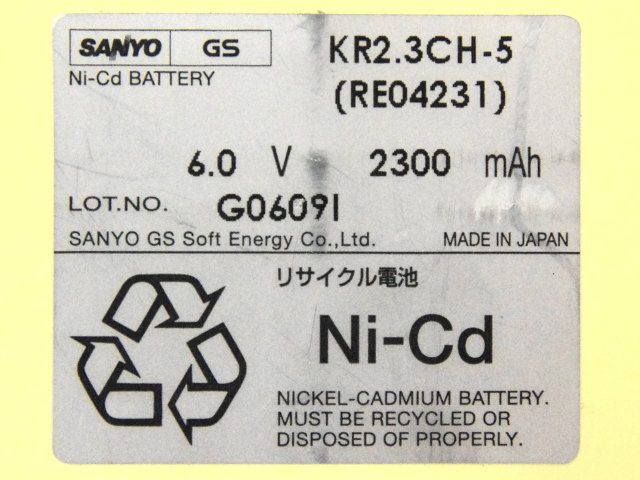 SANYO GS KR2.3CH-5
Ni-Cd BATTERY (RE04231)
6.0 V 2300 mAh
LOT.NO. G0609I
SANYO GS Soft Energy Co.,Ltd. MADE IN JAPAN
リサイクル電池
Ni-Cd
NICKEL-CADMIUM BATTERY.
MUST BE RECYCLED OR
DISPOSED OF PROPERLY.